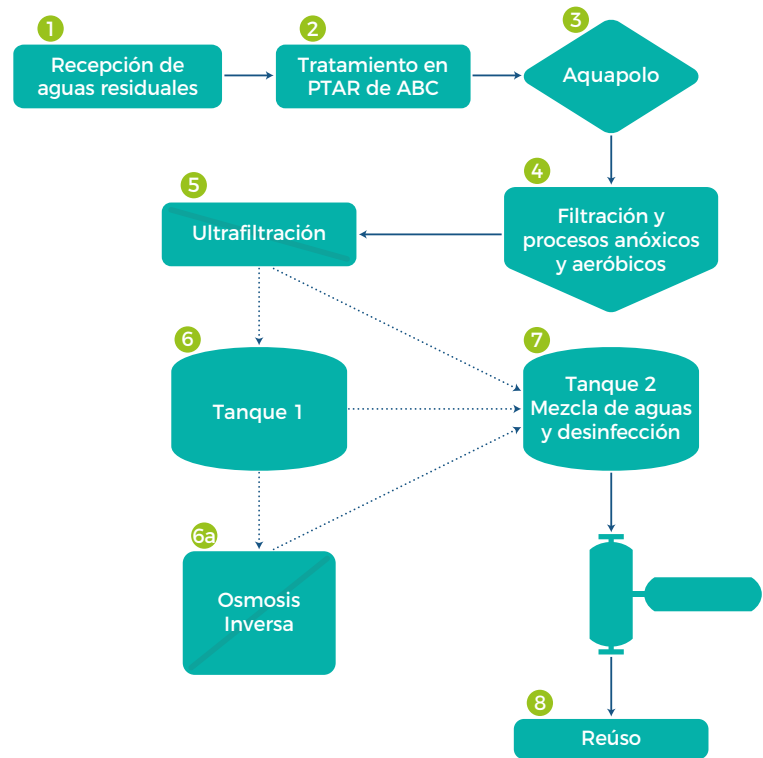 1
Recepción de
aguas residuales
2
Tratamiento en
PTAR de ABC
3
Aquapolo
4
Filtración y
procesos anóxicos
y aeróbicos
5
Ultrafiltración
6
Tanque 1
7
Tanque 2
Mezcla de aguas
y desinfección
6a
Osmosis
Inversa
8
Reúso